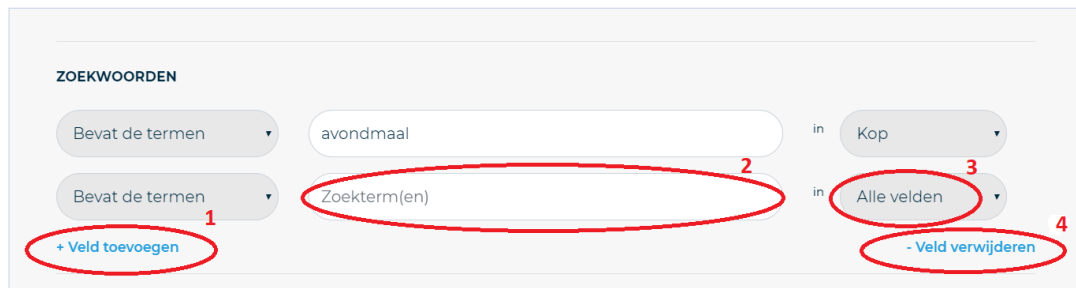 ZOEKWOORDEN
Bevat de termen avondmaal in Kop
2 3
Bevat de termen Zoekterm(en) in Alle velden
1 4
+ Veld toevoegen - Veld verwijderen